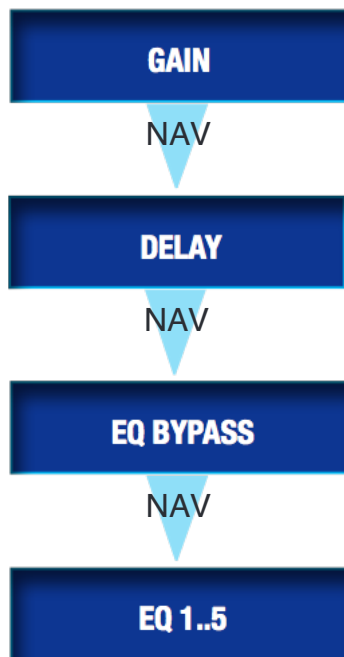 GAIN
NAV
DELAY
NAV
EQ BYPASS
NAV
EQ 1..5